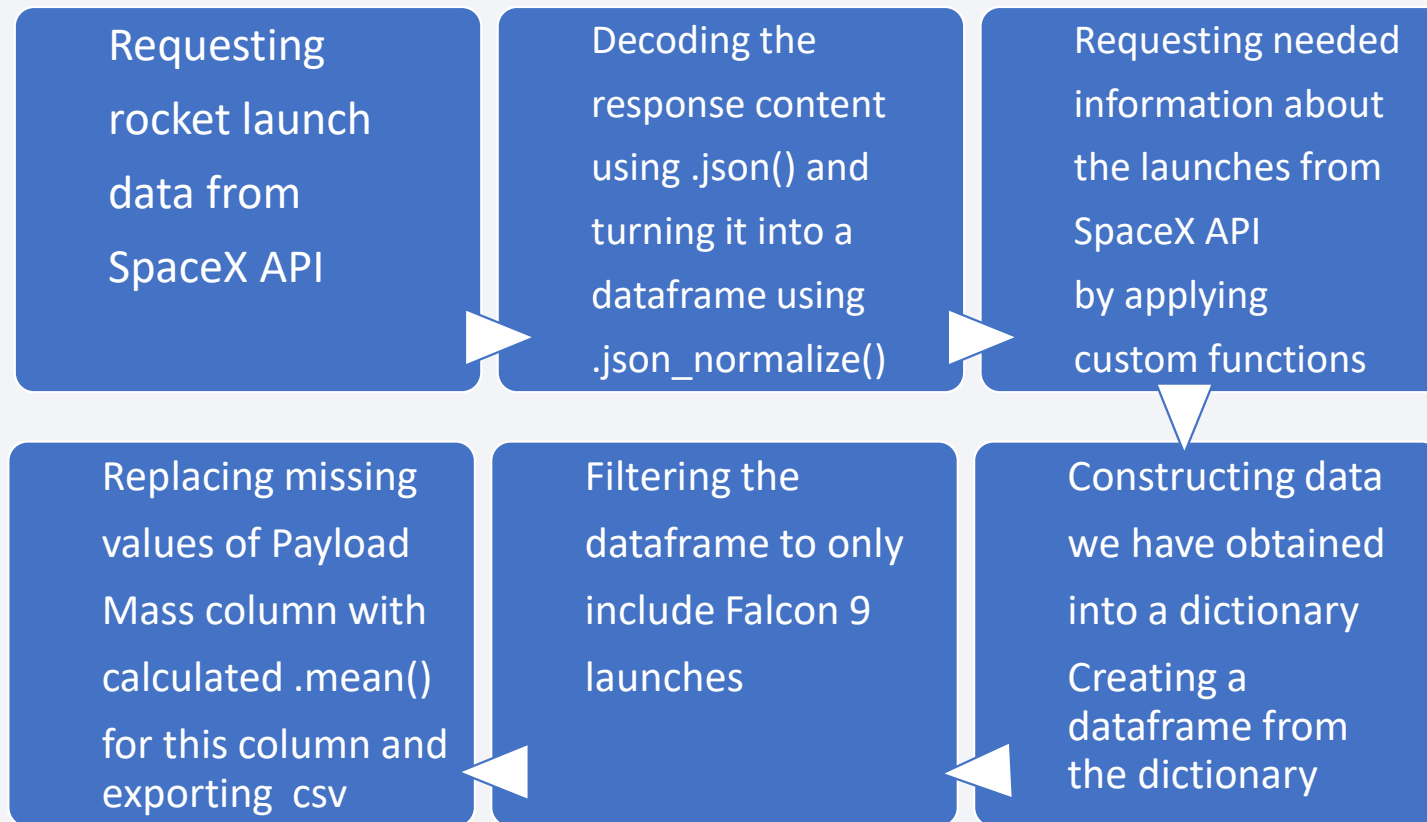 Requesting
rocket launch
data from
SpaceX API
Decoding the
response content
using .json() and
turning it into a
dataframe using
.json_normalize()
Requesting needed
information about
the launches from
SpaceX API
by applying
custom functions
Constructing data
we have obtained
into a dictionary
Creating a
dataframe from
the dictionary
Filtering the
dataframe to only
include Falcon 9
launches
Replacing missing
values of Payload
Mass column with
calculated .mean()
for this column and
exporting csv